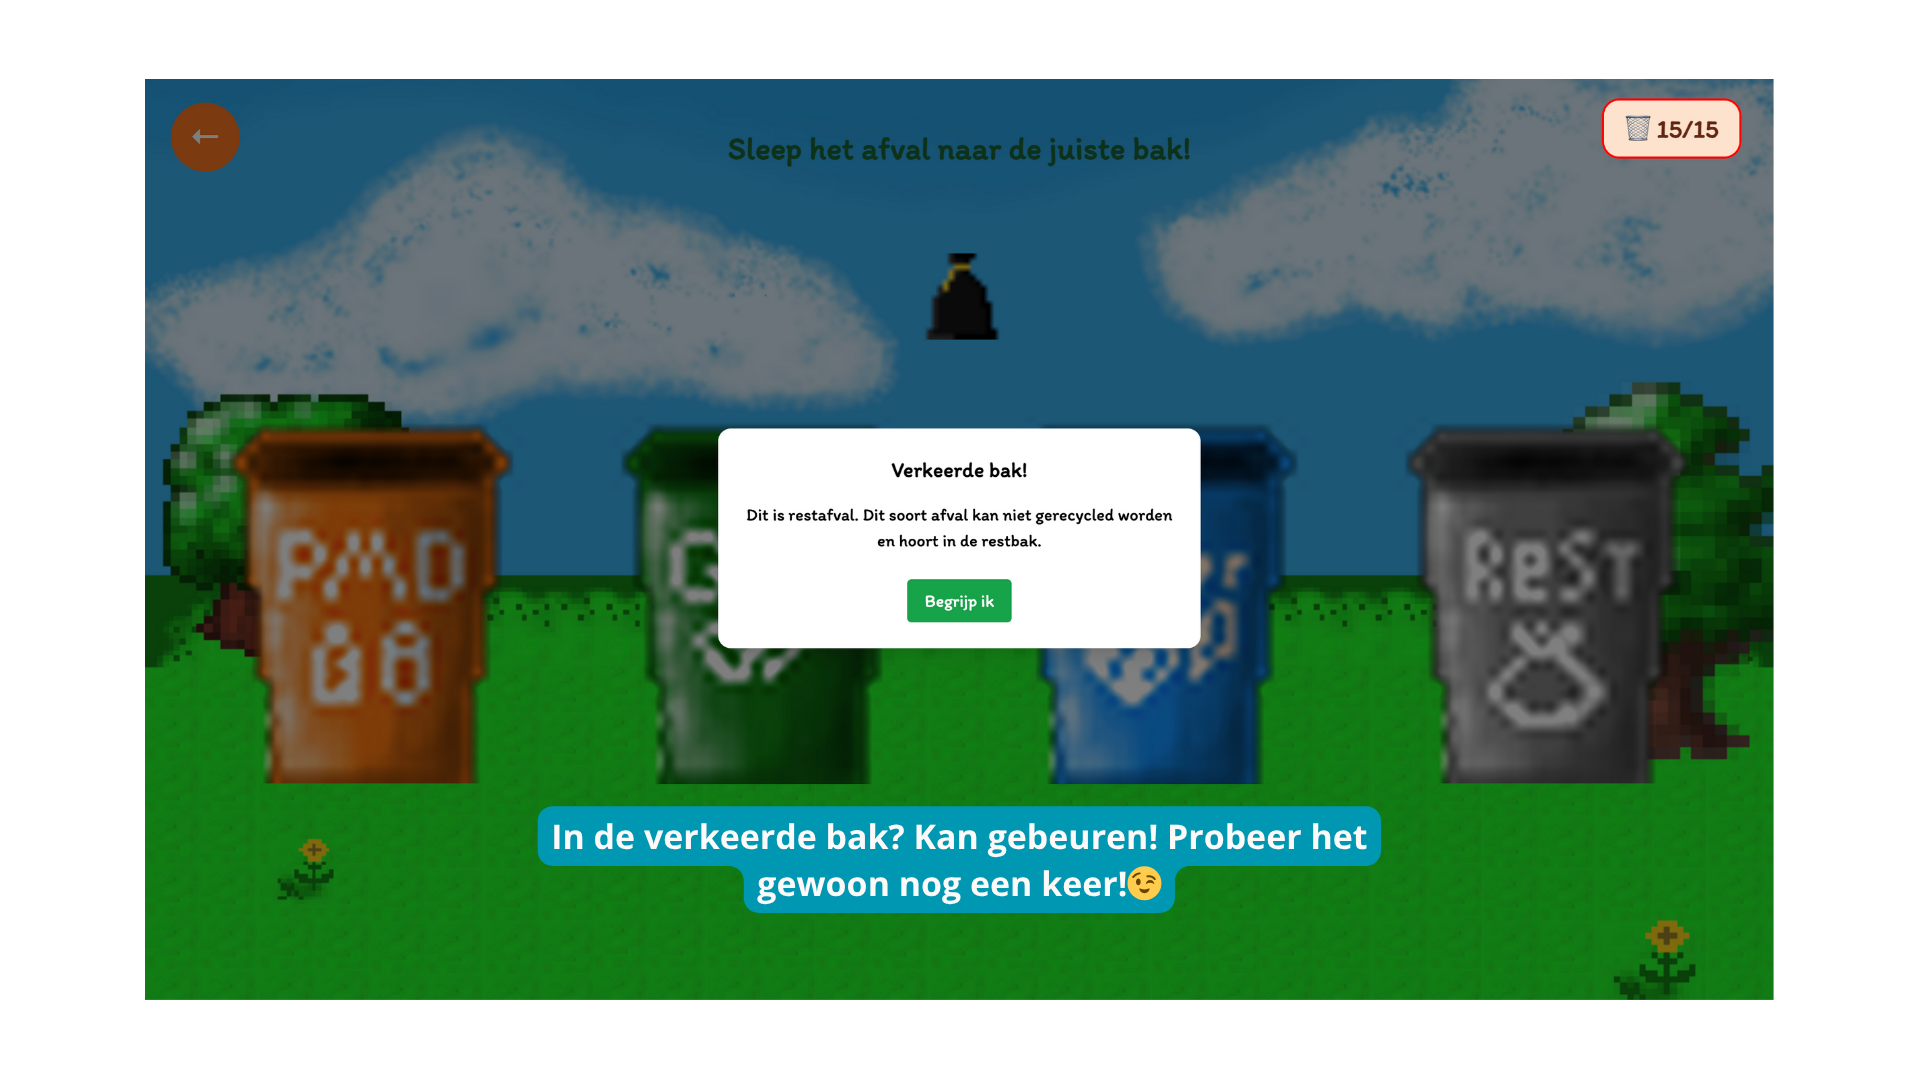 ←
15/15
Sleep het afval naar de juiste bak!
PMD
ReST
Verkeerde bak!
Dit is restafval. Dit soort afval kan niet gerecycled worden
en hoort in de restbak.
Begrijp ik
In de verkeerde bak? Kan gebeuren! Probeer het
gewoon nog een keer!😉